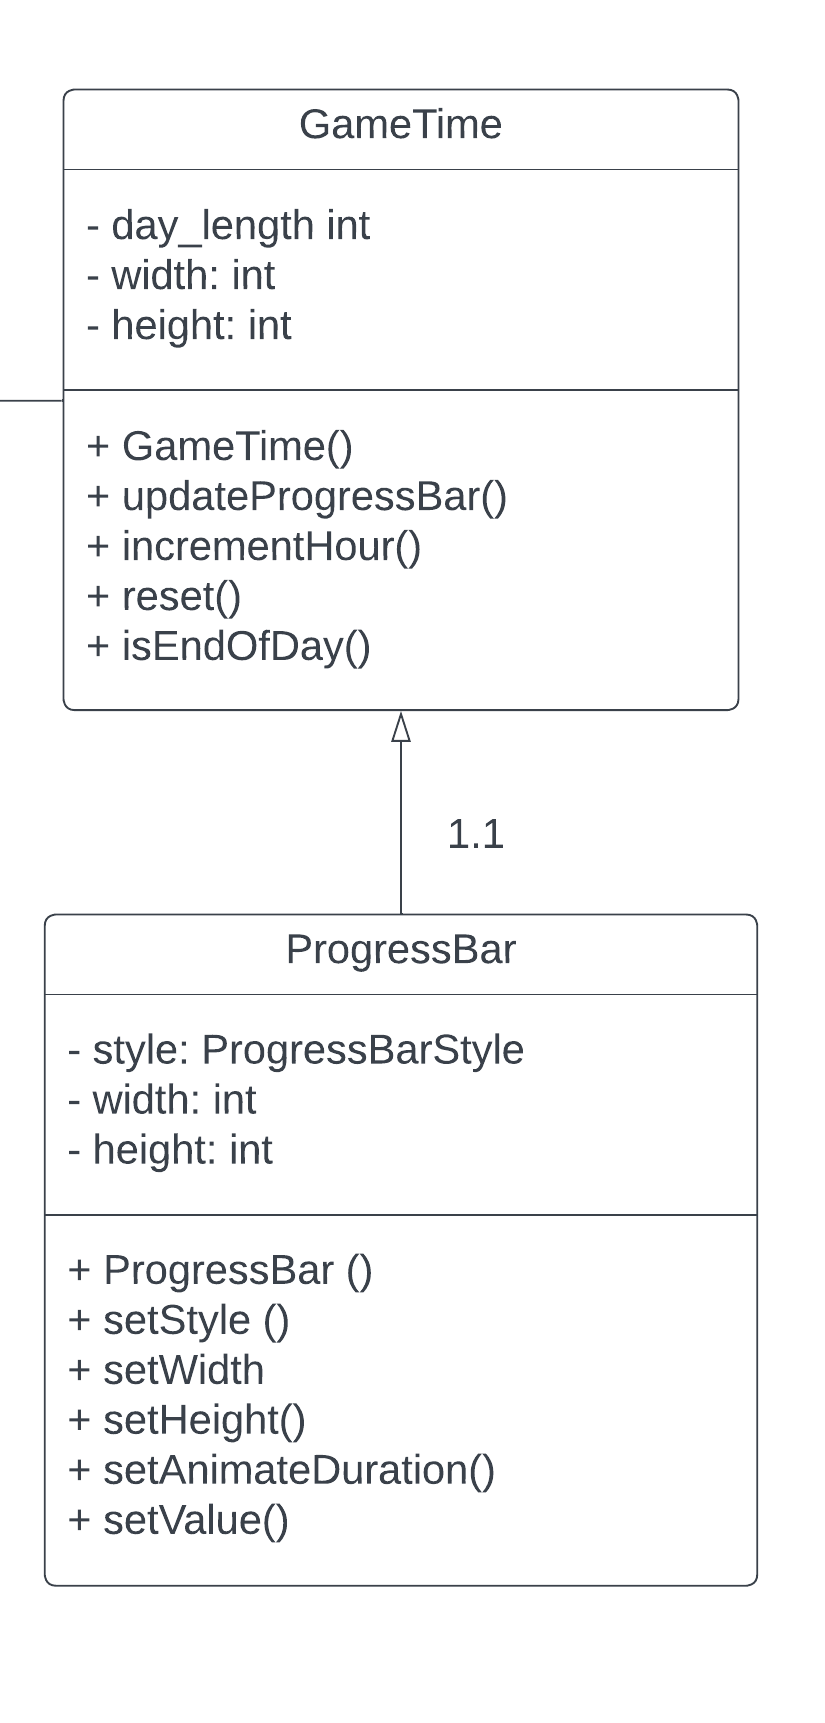 GameTime
- day_length int
- width: int
- height: int
+ GameTime()
+ updateProgressBar()
+ incrementHour()
+ reset()
+ isEndOfDay()
1.1
ProgressBar
- style: ProgressBarStyle
- width: int
- height: int
+ ProgressBar ()
+ setStyle ()
+ setWidth
+ setHeight()
+ setAnimateDuration()
+ setValue()